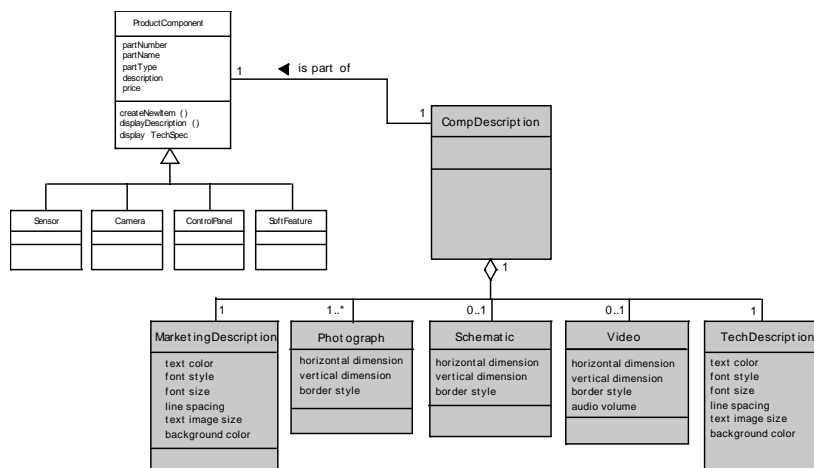 ProductComponent
partNumber
partName
partType
description
price
createNewItem ()
displayDescription ()
display TechSpec
1
is part of
1
CompDescription
Sensor
Camera
ControlPanel
SoftFeature
1
1
1..*
0..1
0..1
1
MarketingDescription
text color
font style
font size
line spacing
text image size
background color
Photograph
horizontal dimension
vertical dimension
border style
Schematic
horizontal dimension
vertical dimension
border style
Video
horizontal dimension
vertical dimension
border style
audio volume
TechDescription
text color
font style
font size
line spacing
text image size
background color